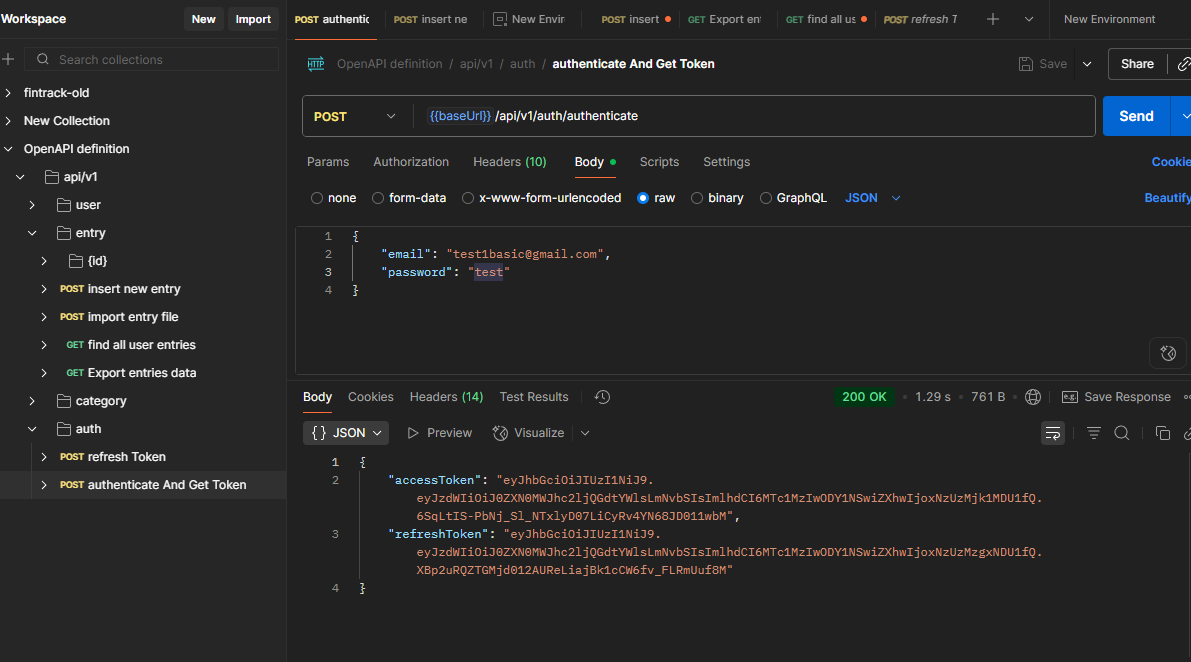 Workspace New Import
Search collections
fintrack-old
New Collection
OpenAPI definition
api/v1
user
entry
{id}
POST insert new entry
POST import entry file
GET find all user entries
GET Export entries data
category
auth
POST refresh Token
POST authenticate And Get Token
POST authentic POST insert ne New Envir POST insert GET Export en GET find all us POST refresh T New Environment
HTTP OpenAPI definition / api/v1 / auth / authenticate And Get Token Save Share
POST {{baseUrl}} /api/v1/auth/authenticate Send
Params Authorization Headers (10) Body Scripts Settings Cookie
none form-data x-www-form-urlencoded raw binary GraphQL JSON Beautify
1 {
2 "email": "test1basic@gmail.com",
3 "password": "test"
4 }
Body Cookies Headers (14) Test Results 200 OK • 1.29 s • 761 B • e.g. Save Response
{} JSON Preview Visualize
1 {
2 "accessToken": "eyJhbGciOiJIUzI1NiJ9.
eyJzdWIiOiJ0ZXN0MWJhc2ljQGdtYWlsLmNvbSIsImlhdCI6MTc1MzIwODY1NSwiZXhwIjoxNzUzMjk1MDU1fQ.
6SqLtIS-PbNj_Sl_NTxlyD07LiCyRv4YN68JD011wbM",
3 "refreshToken": "eyJhbGciOiJIUzI1NiJ9.
eyJzdWIiOiJ0ZXN0MWJhc2ljQGdtYWlsLmNvbSIsImlhdCI6MTc1MzIwODY1NSwiZXhwIjoxNzUzMzgxNDU1fQ.
XBp2uRQZTGMjd012AUReLiajBk1cCW6fv_FLRmUuf8M"
4 }